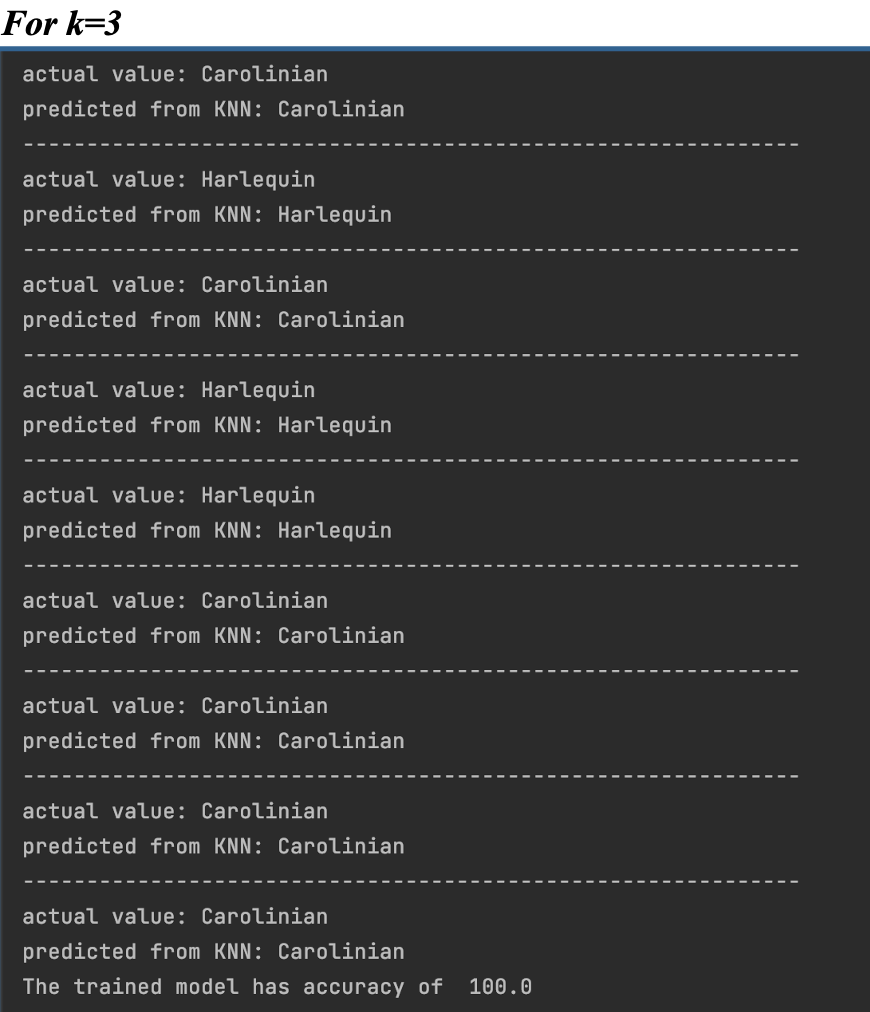 For k=3
actual value: Carolinian
predicted from KNN: Carolinian
-------------------------------------------------------------
actual value: Harlequin
predicted from KNN: Harlequin
-------------------------------------------------------------
actual value: Carolinian
predicted from KNN: Carolinian
-------------------------------------------------------------
actual value: Harlequin
predicted from KNN: Harlequin
-------------------------------------------------------------
actual value: Harlequin
predicted from KNN: Harlequin
-------------------------------------------------------------
actual value: Carolinian
predicted from KNN: Carolinian
-------------------------------------------------------------
actual value: Carolinian
predicted from KNN: Carolinian
-------------------------------------------------------------
actual value: Carolinian
predicted from KNN: Carolinian
-------------------------------------------------------------
actual value: Carolinian
predicted from KNN: Carolinian
The trained model has accuracy of  100.0